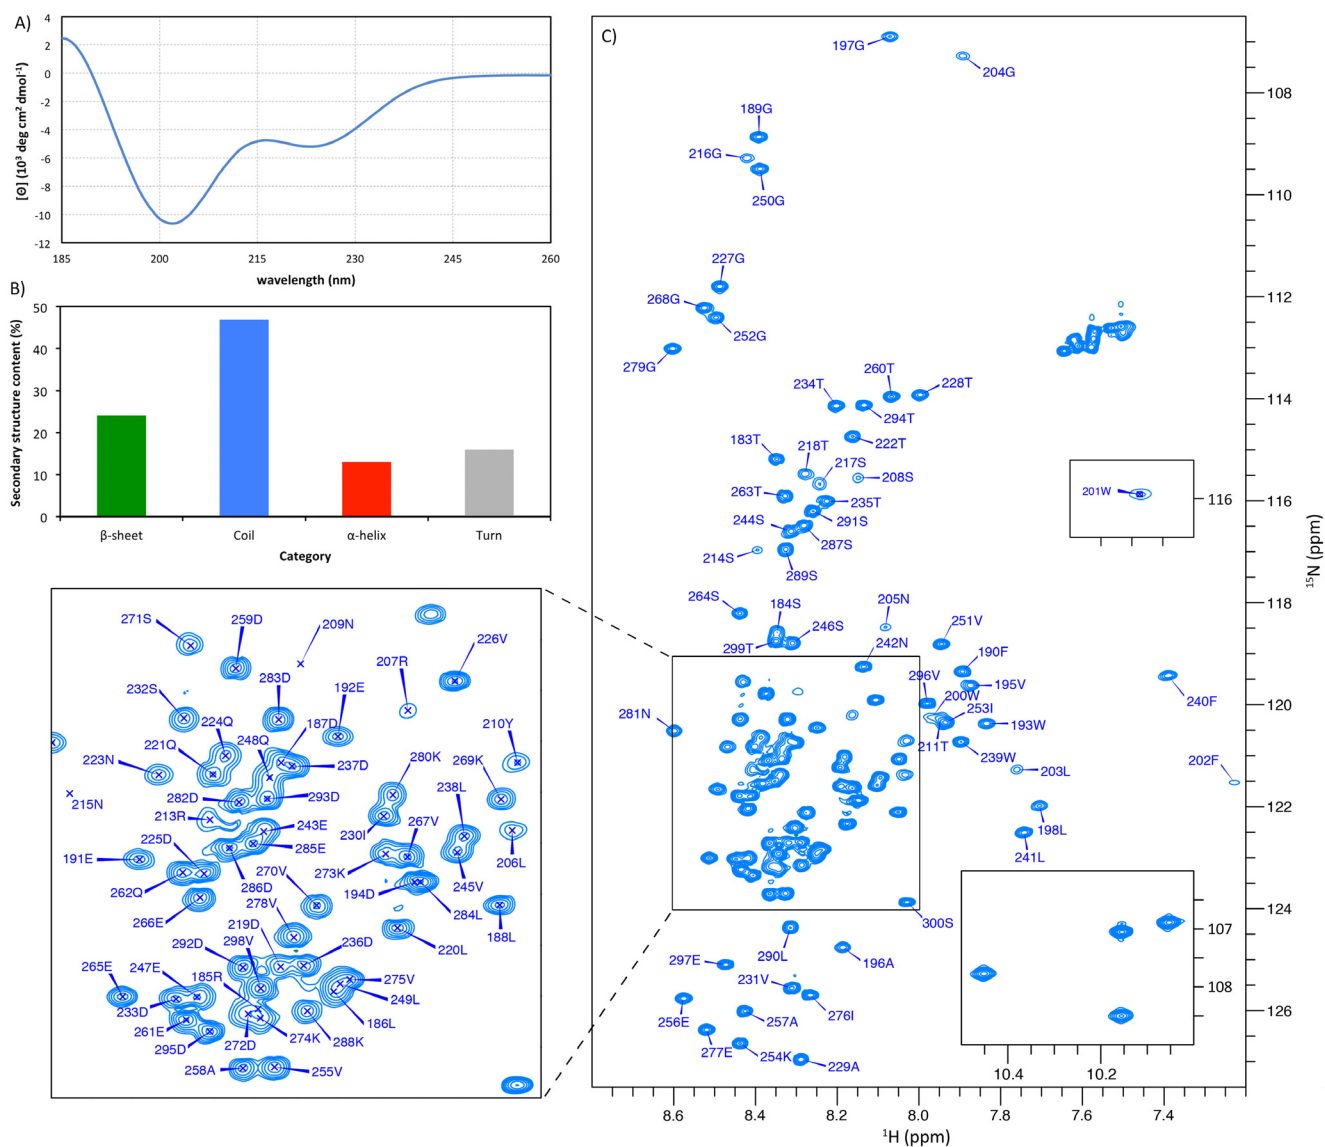 A)
4
2
0
-2
-4
-6
-8
-10
-12
[Θ] (10³ deg cm² dmol⁻¹)
185
200
215
230
245
260
wavelength (nm)
B)
50
40
30
20
10
0
Secondary structure content (%)
β-sheet
Coil
α-helix
Turn
Category
271S
259D
209N
226V
207R
283D
232S
192E
224Q
187D
210Y
248Q
221Q
280K
269K
223N
237D
238L
215N
282D
293D
267V
213R
243E
230I
225D
285E
206L
191E
270V
273K
262Q
286D
245V
278V
194D
266E
284L
219D
188L
292D
298V
236D
220L
265E
247E
185R
275V
233D
249L
261E
186L
274K
288K
295D
272D
258A
255V
C)
197G
204G
189G
216G
250G
227G
268G
252G
279G
260T
234T
228T
294T
183T
218T
222T
217S
208S
263T
235T
244S
291S
287S
214S
289S
264S
184S
205N
251V
246S
299T
242N
190F
296V
195V
200W
253I
240F
281N
193W
211T
239W
203L
202F
198L
241L
300S
290L
196A
297E
231V
276I
256E
257A
277E
254K
229A
201W
116
107
108
10.4
10.2
108
110
112
114
116
118
120
122
124
126
¹⁵N (ppm)
8.6
8.4
8.2
8.0
7.8
7.6
7.4
¹H (ppm)